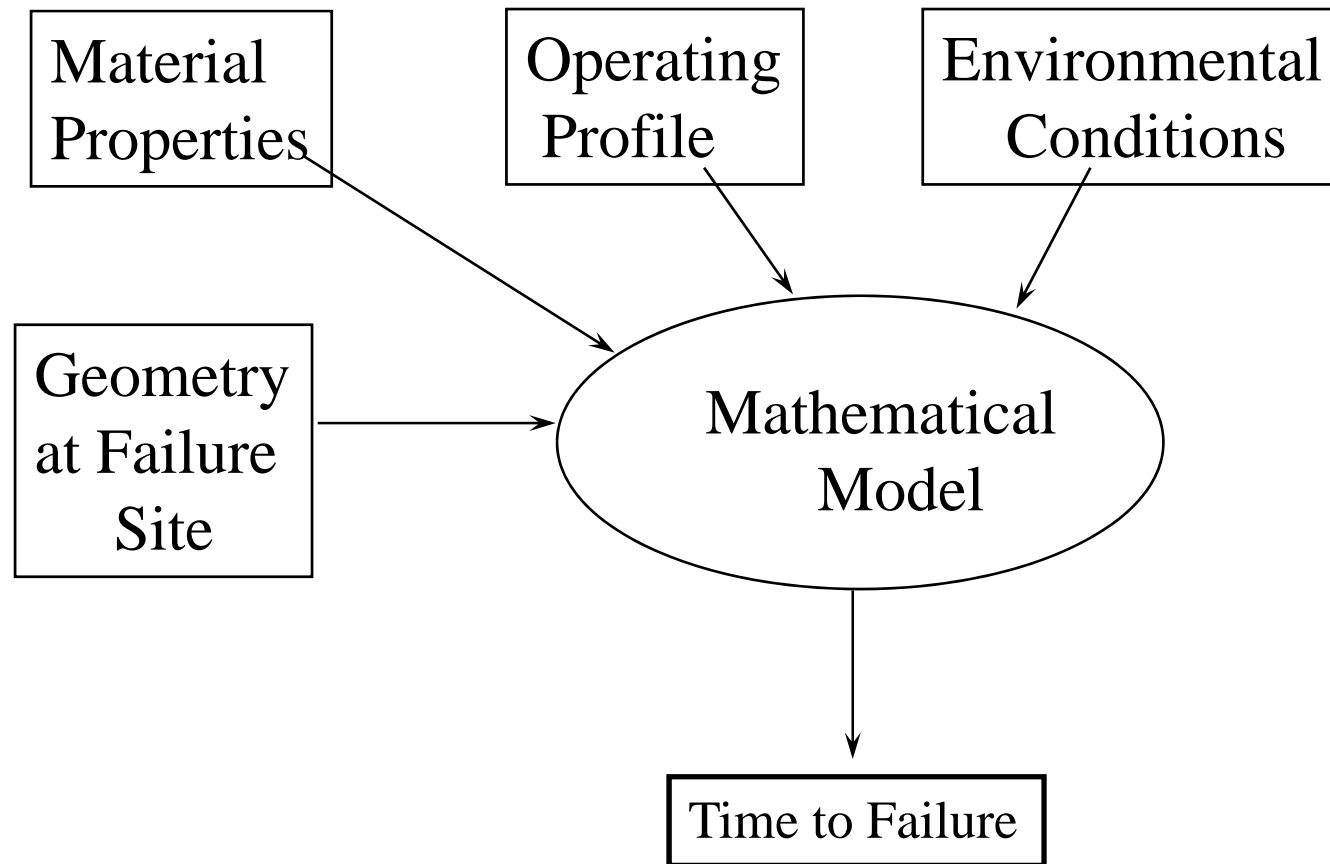 Material
Properties
Operating
Profile
Environmental
Conditions
Geometry
at Failure
Site
Mathematical
Model
Time to Failure